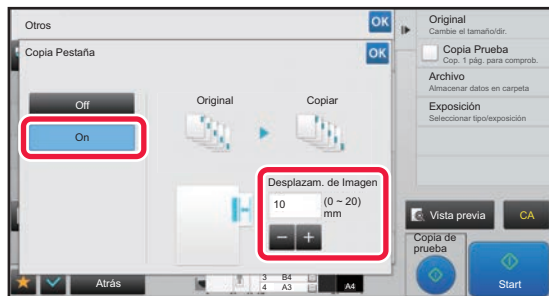 Otros
OK
Copia Pestaña
OK
Off
On
Original
Copiar
Desplazam. de Imagen
10
(0 ~ 20)
mm
Atrás
3 B4
4 A3
A4
Original
Cambie el tamaño/dir.
Copia Prueba
Cop. 1 pág. para comprob.
Archivo
Almacenar datos en carpeta
Exposición
Seleccionar tipo/exposición
Vista previa
CA
Copia de
prueba
Start